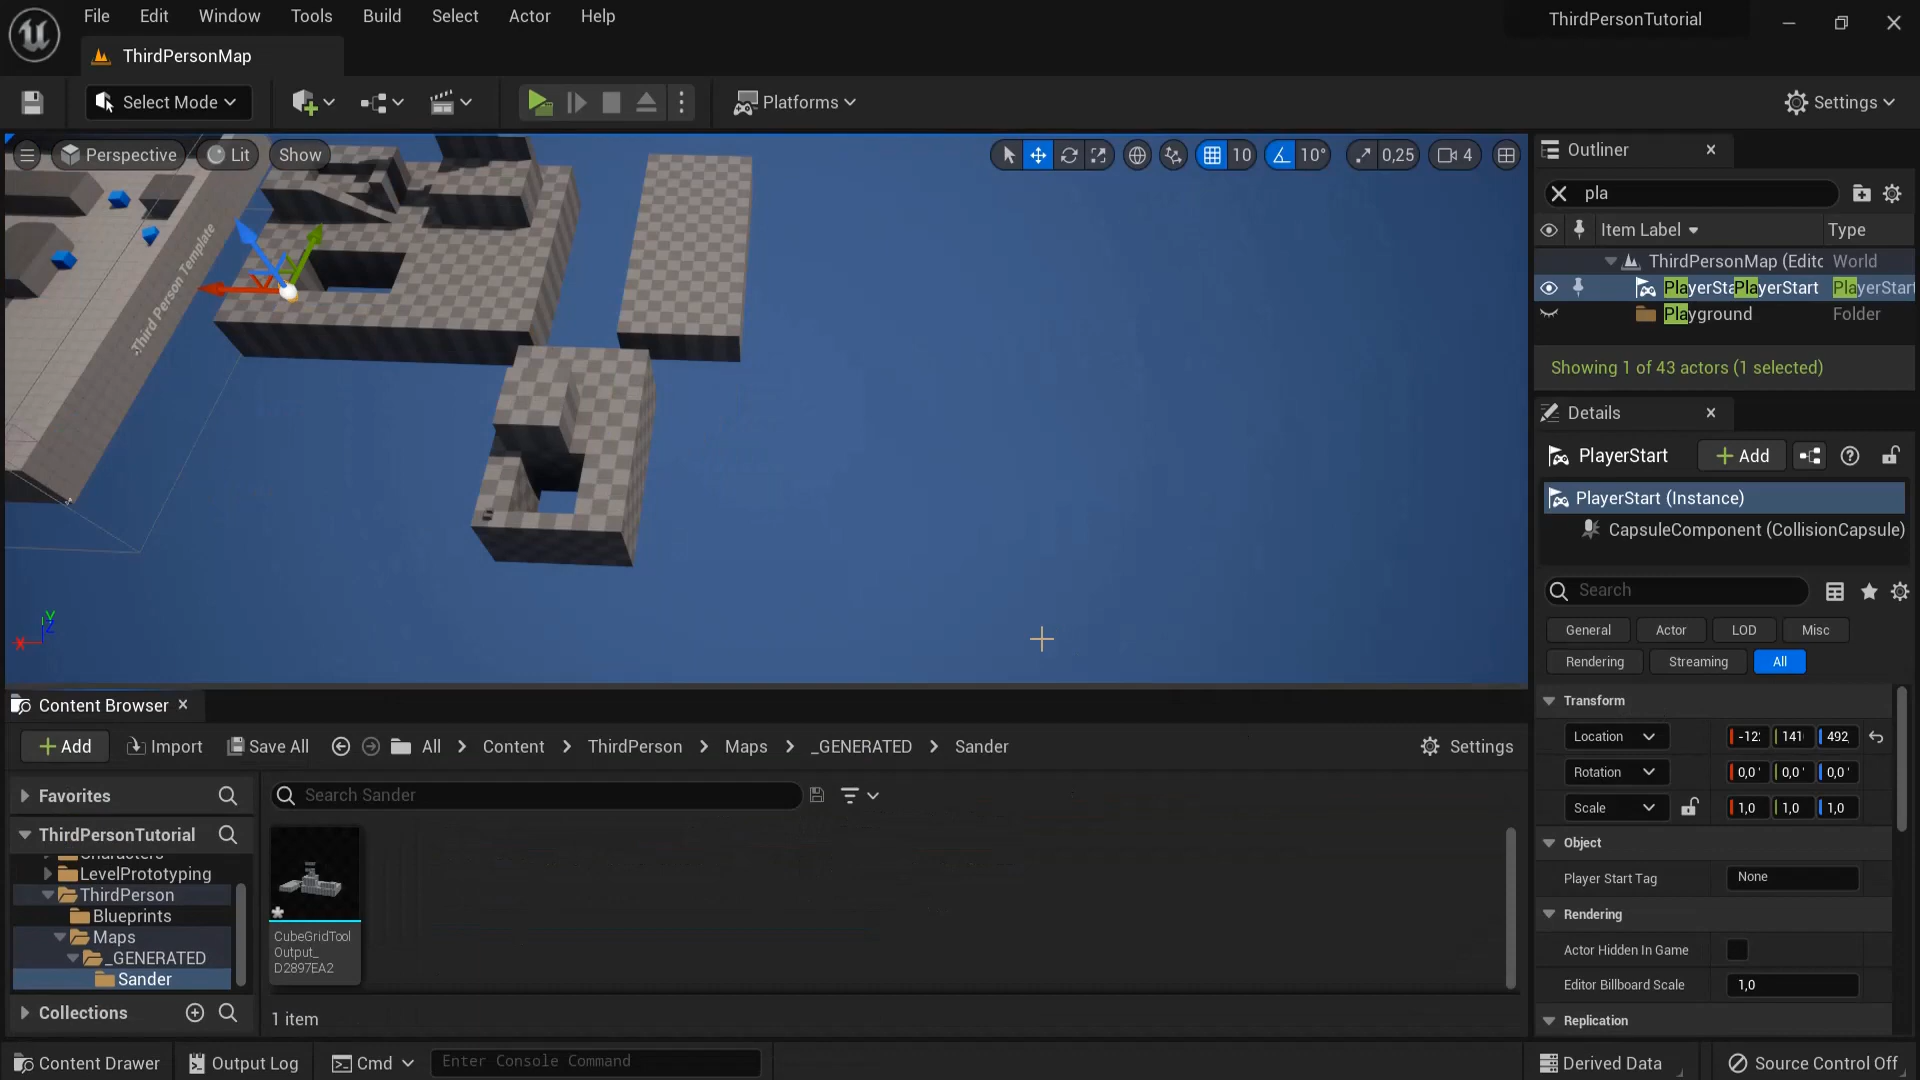 File Edit Window Tools Build Select Actor Help
ThirdPersonTutorial
ThirdPersonMap
Select Mode
Platforms
Settings
Perspective Lit Show
10 10° 0,25 4
Third Person Template
Outliner
pla
Item Label Type
ThirdPersonMap (Edito World
PlayerStaPlayerStart PlayerStart
Playground Folder
Showing 1 of 43 actors (1 selected)
Details
PlayerStart Add
PlayerStart (Instance)
CapsuleComponent (CollisionCapsule)
Search
General Actor LOD Misc
Rendering Streaming All
Transform
Location -12 141 492,
Rotation 0,0 ° 0,0 ° 0,0 °
Scale 1,0 1,0 1,0
Object
Player Start Tag None
Rendering
Actor Hidden In Game
Editor Billboard Scale 1,0
Replication
Content Browser
Add Import Save All All > Content > ThirdPerson > Maps > _GENERATED > Sander Settings
Favorites
Search Sander
ThirdPersonTutorial
Characters
LevelPrototyping
ThirdPerson
Blueprints
Maps
_GENERATED
Sander
Collections
CubeGridTool
Output_
D2897EA2
1 item
Content Drawer Output Log Cmd Enter Console Command Derived Data Source Control Off